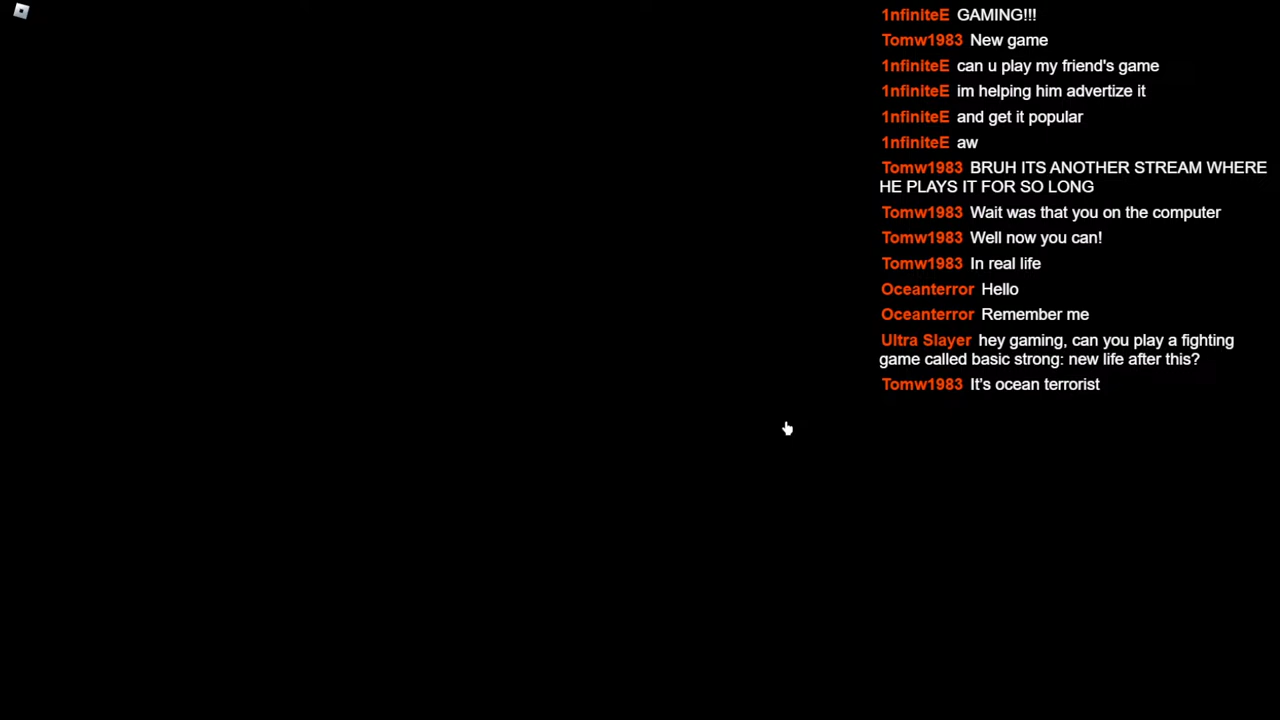 1nfiniteE GAMING!!!
Tomw1983 New game
1nfiniteE can u play my friend's game
1nfiniteE im helping him advertize it
1nfiniteE and get it popular
1nfiniteE aw
Tomw1983 BRUH ITS ANOTHER STREAM WHERE
HE PLAYS IT FOR SO LONG
Tomw1983 Wait was that you on the computer
Tomw1983 Well now you can!
Tomw1983 In real life
Oceanterror Hello
Oceanterror Remember me
Ultra Slayer hey gaming, can you play a fighting
game called basic strong: new life after this?
Tomw1983 It's ocean terrorist